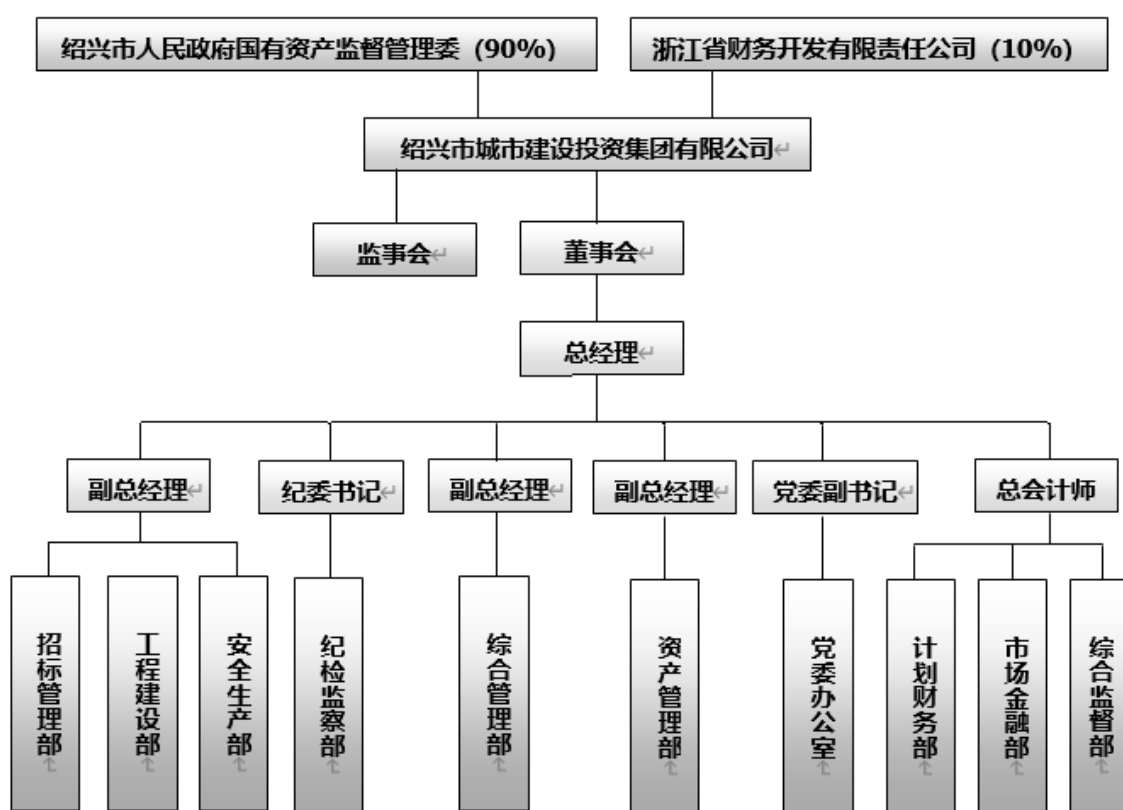 绍兴市人民政府国有资产监督管理委 (90%)
浙江省财务开发有限责任公司 (10%)
绍兴市城市建设投资集团有限公司
监事会
董事会
总经理
副总经理
纪委书记
副总经理
副总经理
党委副书记
总会计师
招标管理部
工程建设部
安全生产部
纪检监察部
综合管理部
资产管理部
党委办公室
计划财务部
市场金融部
综合监督部